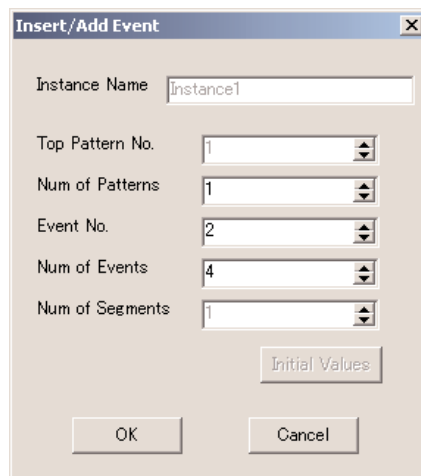 Insert/Add Event
Instance Name Instance1
Top Pattern No. 1
Num of Patterns 1
Event No. 2
Num of Events 4
Num of Segments 1
Initial Values
OK Cancel